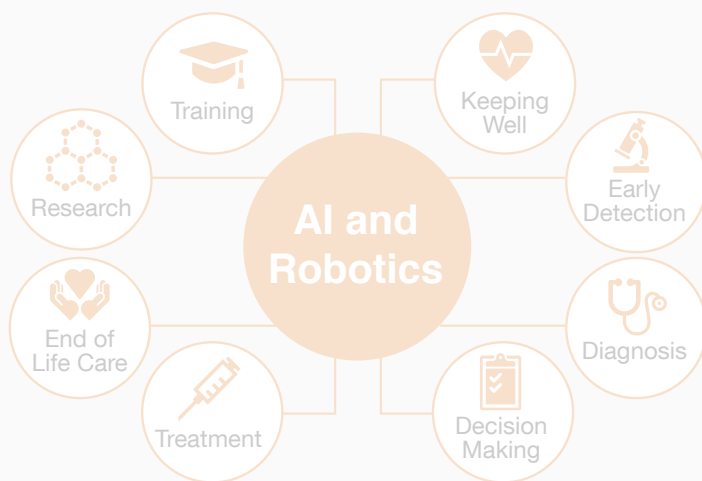 Training
Keeping
Well
Research
Early
Detection
AI and
Robotics
End of
Life Care
Diagnosis
Treatment
Decision
Making